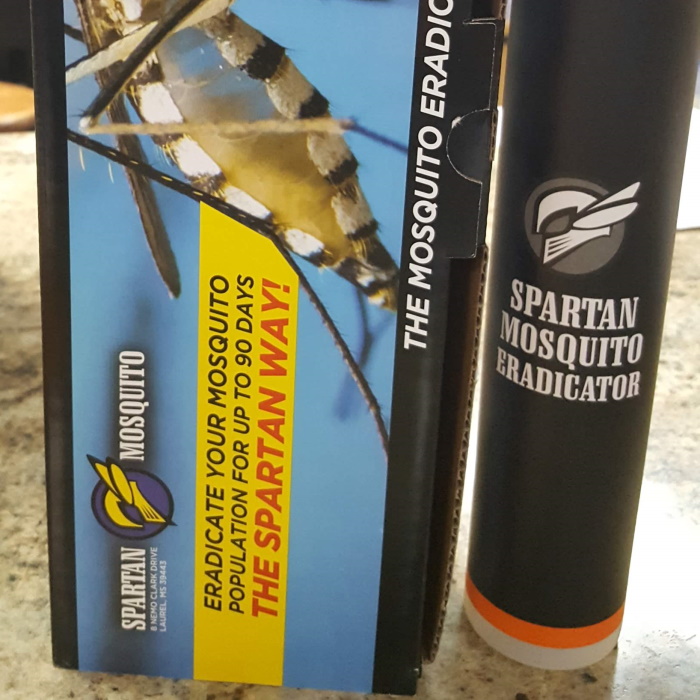 SPARTAN MOSQUITO
8 NEMO CLARK DRIVE
LAUREL, MS 39443
ERADICATE YOUR MOSQUITO
POPULATION FOR UP TO 90 DAYS
THE SPARTAN WAY!
THE MOSQUITO ERADIC
SPARTAN
MOSQUITO
ERADICATOR